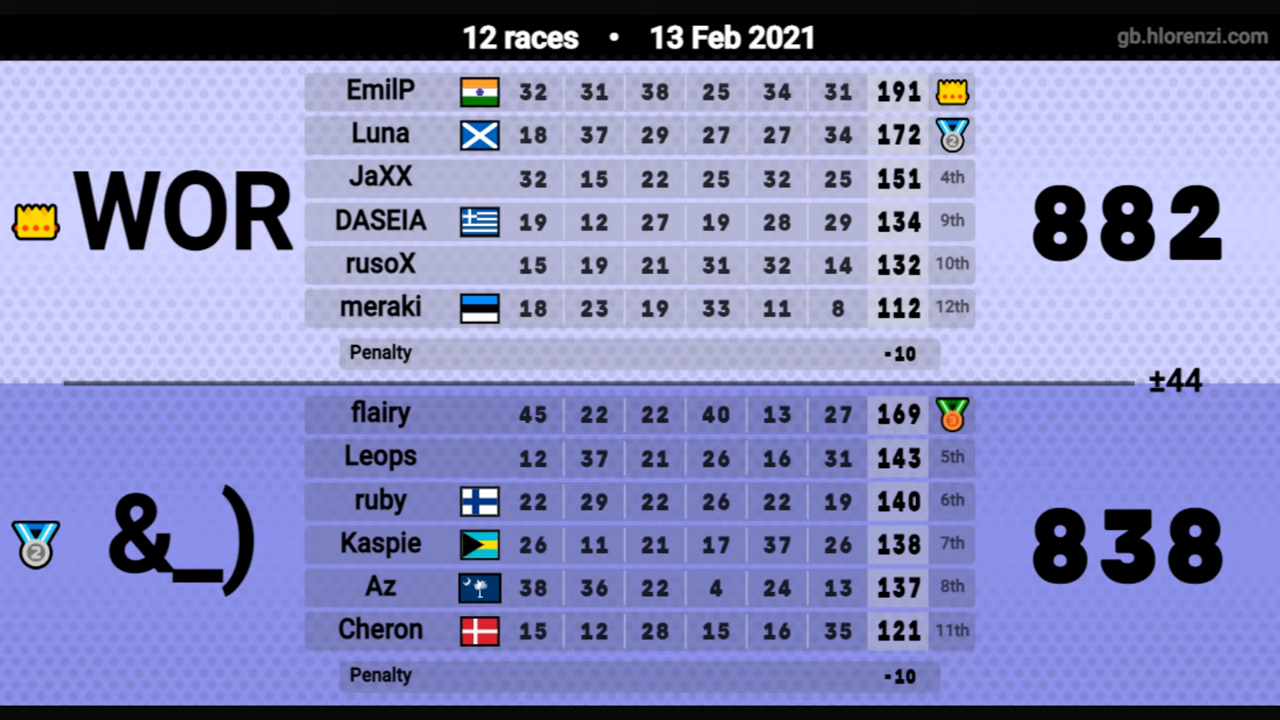 12 races • 13 Feb 2021
gb.hlorenzi.com
WOR
EmilP 32 31 38 25 34 31 191
Luna 18 37 29 27 27 34 172 2
JaXX 32 15 22 25 32 25 151 4th
DASEIA 19 12 27 19 28 29 134 9th
rusoX 15 19 21 31 32 14 132 10th
meraki 18 23 19 33 11 8 112 12th
Penalty -10
882
±44
2
&_)
flairy 45 22 22 40 13 27 169 3
Leops 12 37 21 26 16 31 143 5th
ruby 22 29 22 26 22 19 140 6th
Kaspie 26 11 21 17 37 26 138 7th
Az 38 36 22 4 24 13 137 8th
Cheron 15 12 28 15 16 35 121 11th
Penalty -10
838